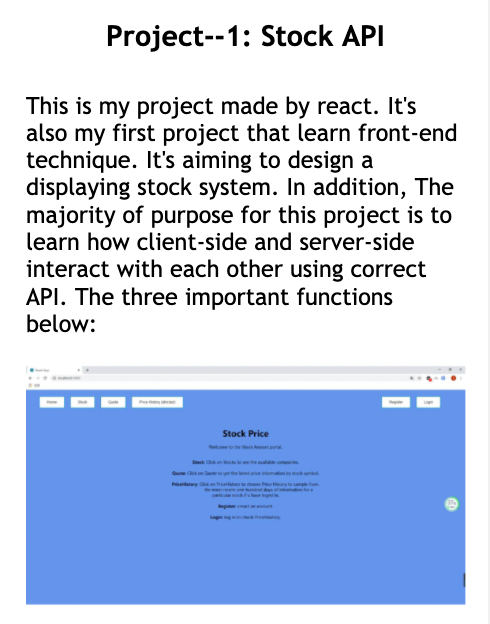 Project--1: Stock API
This is my project made by react. It's
also my first project that learn front-end
technique. It's aiming to design a
displaying stock system. In addition, The
majority of purpose for this project is to
learn how client-side and server-side
interact with each other using correct
API. The three important functions
below:
Home Stock Quote Price History (Window)
Register Login
Stock Price
Welcome to the Stock Market portal.
Stock: Click on Stocks to see the available companies.
Quote: Click on Quote to get the latest price information by stock symbol.
PriceHistory: Click on PriceHistory to choose Price History to sample from
the most recent one hundred days of information for a
particular stock if u have logged in.
Register: creart an account
Login: log in to check PriceHistory.